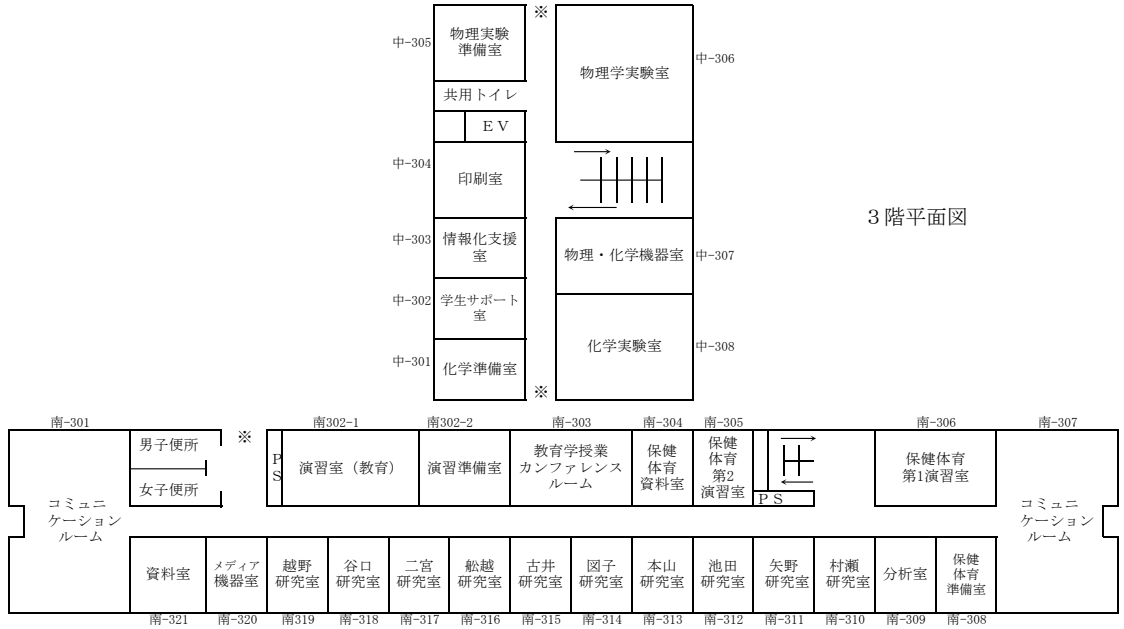 ※
中-305
物理実験
準備室
物理学実験室
中-306
共用トイレ
ＥＶ
中-304
印刷室
３階平面図
中-303
情報化支援
室
物理・化学機器室
中-307
中-302
学生サポート
室
化学実験室
中-308
中-301
化学準備室
※
南-301
南302-1
南302-2
南-303
南-304
南-305
南-306
南-307
男子便所
※
女子便所
Ｐ
Ｓ
演習室（教育）
演習準備室
教育学授業
カンファレンス
ルーム
保健
体育
資料室
保健
体育
第2
演習室
ＰＳ
保健体育
第1演習室
コミュニ
ケーション
ルーム
コミュニ
ケーション
ルーム
資料室
メディア
機器室
越野
研究室
谷口
研究室
二宮
研究室
舩越
研究室
古井
研究室
図子
研究室
本山
研究室
池田
研究室
矢野
研究室
村瀬
研究室
分析室
保健
体育
準備室
南-321
南-320
南319
南-318
南-317
南-316
南-315
南-314
南-313
南-312
南-311
南-310
南-309
南-308